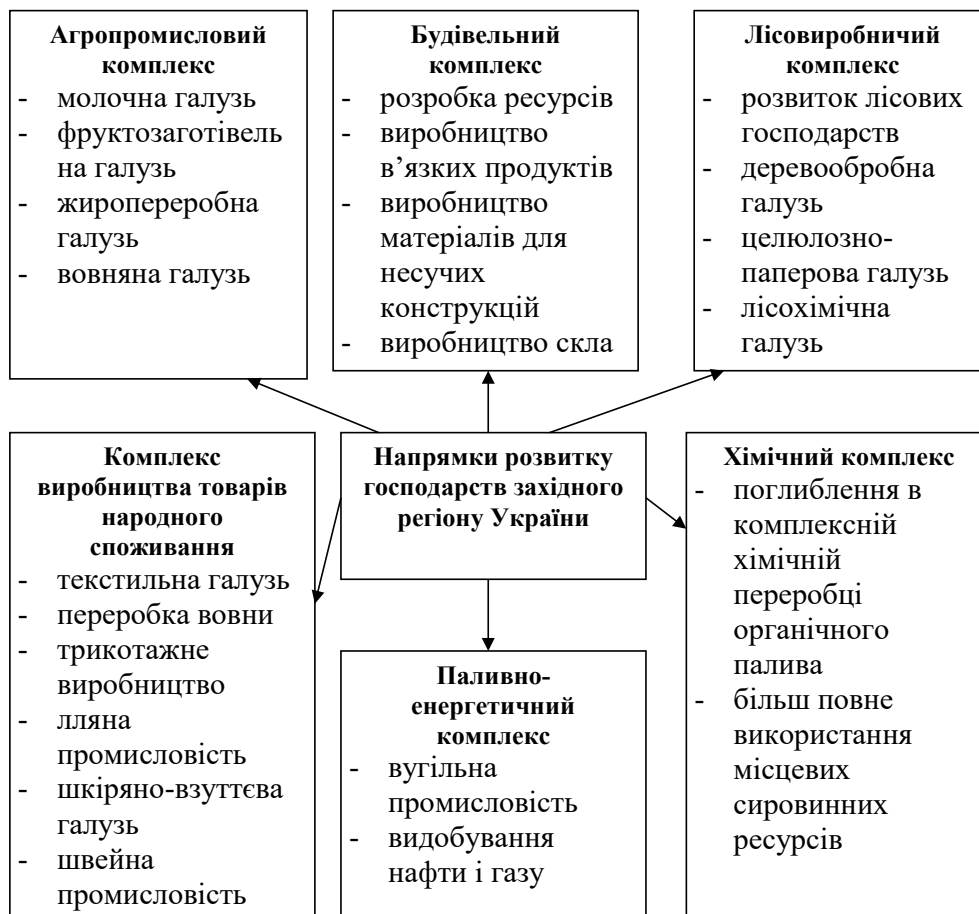 Агропромисловий
комплекс
- молочна галузь
- фруктозаготівель
на галузь
- жиропереробна
галузь
- вовняна галузь
Будівельний
комплекс
- розробка ресурсів
- виробництво
в’язких продуктів
- виробництво
матеріалів для
несучих
конструкцій
- виробництво скла
Лісовиробничий
комплекс
- розвиток лісових
господарств
- деревообробна
галузь
- целюлозно-
паперова галузь
- лісохімічна
галузь
Комплекс
виробництва товарів
народного
споживання
- текстильна галузь
- переробка вовни
- трикотажне
виробництво
- лляна
промисловість
- шкіряно-взуттєва
галузь
- швейна
промисловість
Напрямки розвитку
господарств західного
регіону України
Хімічний комплекс
- поглиблення в
комплексній
хімічній
переробці
органічного
палива
- більш повне
використання
місцевих
сировинних
ресурсів
Паливно-
енергетичний
комплекс
- вугільна
промисловість
- видобування
нафти і газу